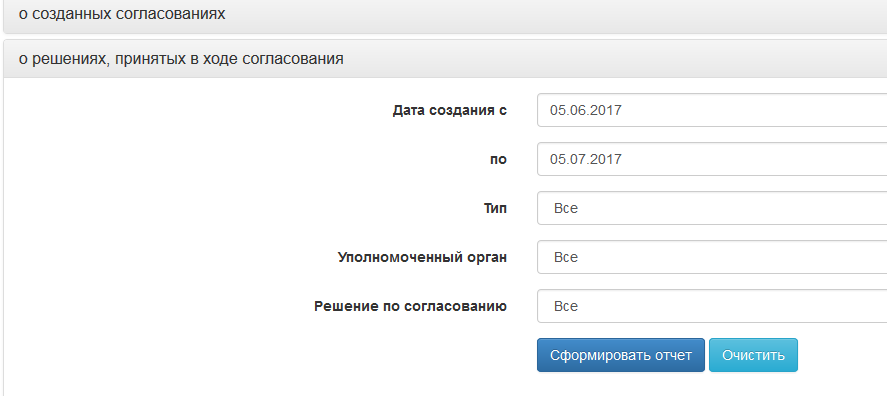 о созданных согласованиях
о решениях, принятых в ходе согласования
Дата создания с 05.06.2017
по 05.07.2017
Тип Все
Уполномоченный орган Все
Решение по согласованию Все
Сформировать отчет Очистить